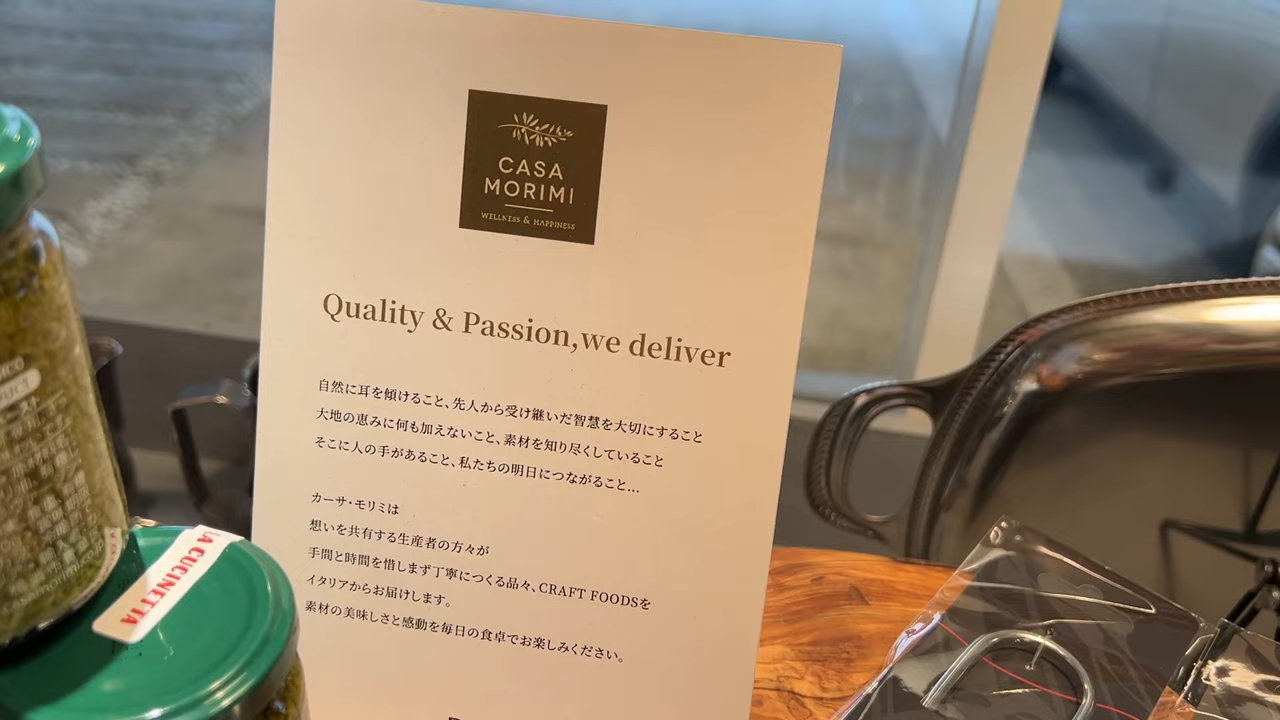 CASA
MORIMI
WELLNESS & HAPPINESS
Quality & Passion,we deliver
自然に耳を傾けること、先人から受け継いだ智慧を大切にすること
大地の恵みに何も加えないこと、素材を知り尽くしていること
そこに人の手があること、私たちの明日につながること…
カーサ・モリミは
想いを共有する生産者の方々が
手間と時間を惜しまず丁寧につくる品々、CRAFT FOODSを
イタリアからお届けします。
素材の美味しさと感動を毎日の食卓でお楽しみください。
LA CUCINETTA